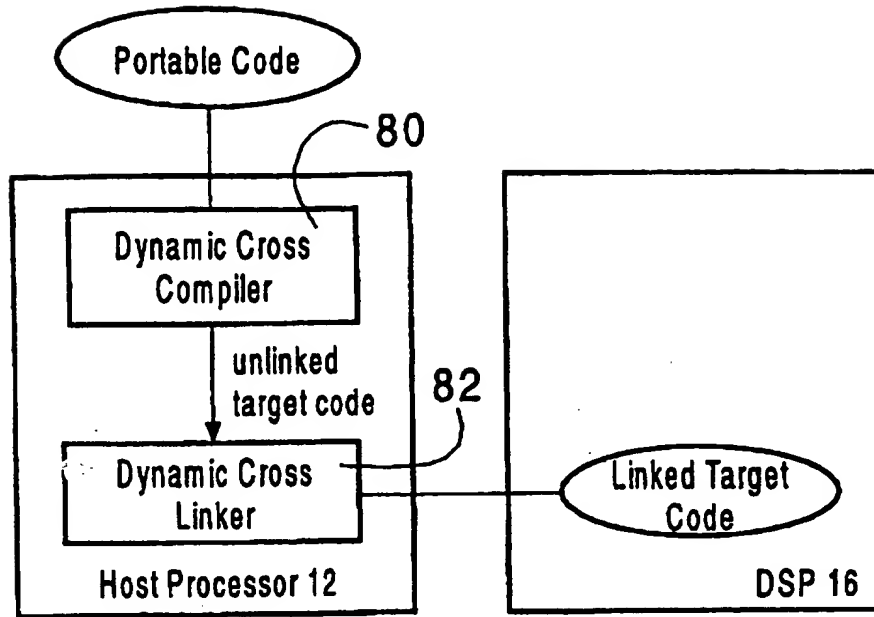 Portable Code
80
Dynamic Cross
Compiler
unlinked
target code
82
Dynamic Cross
Linker
Linked Target
Code
Host Processor 12
DSP 16